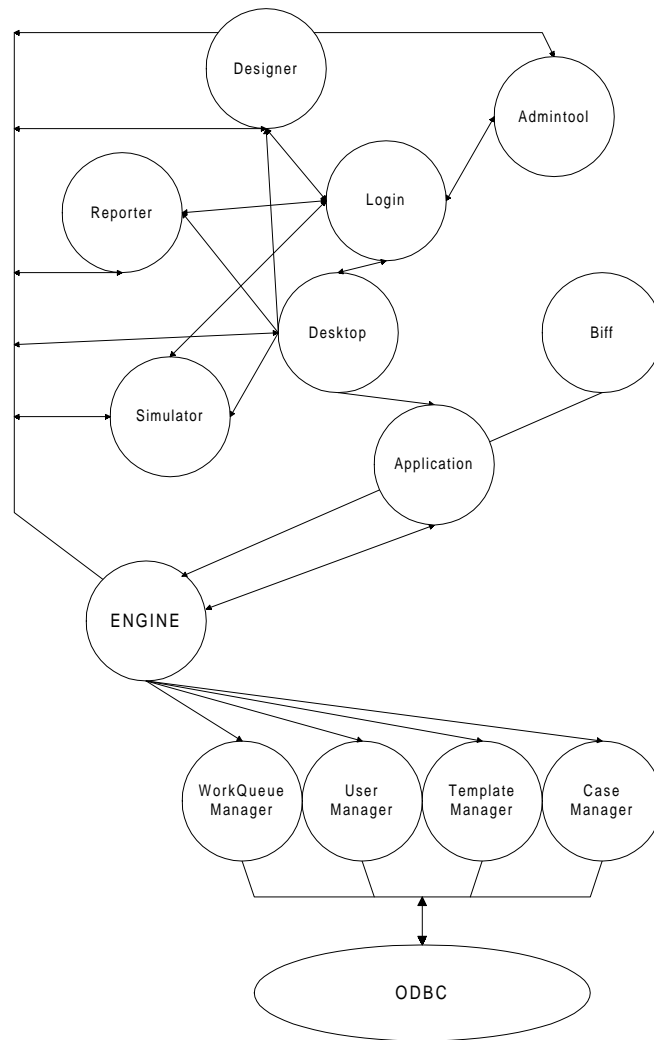 Designer
Admintool
Login
Reporter
Desktop
Biff
Simulator
Application
ENGINE
WorkQueue
Manager
User
Manager
Template
Manager
Case
Manager
ODBC